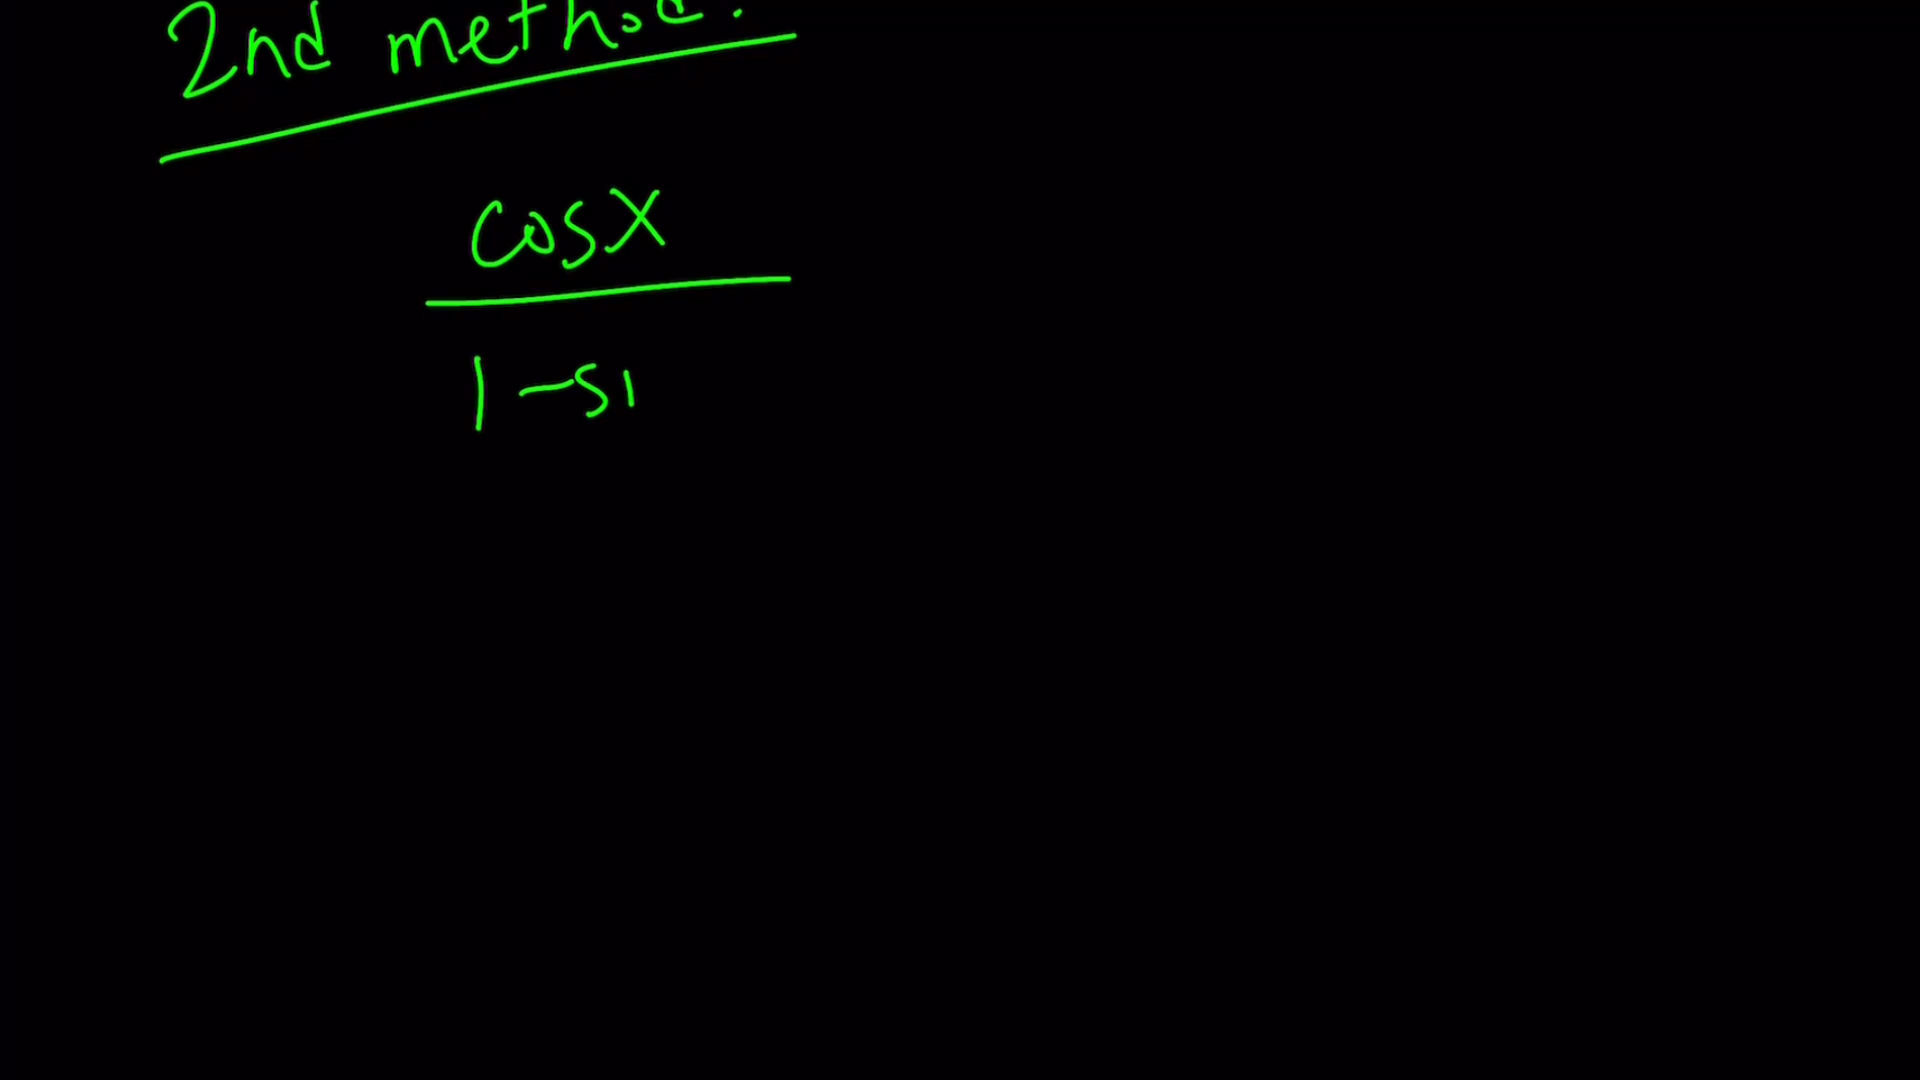 2nd method:
cosx
1-si